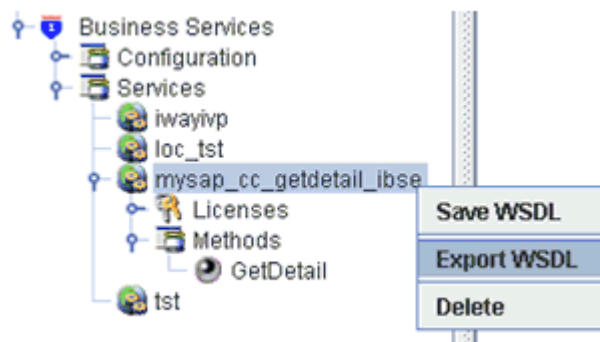 Business Services
Configuration
Services
iwayivp
loc_tst
mysap_cc_getdetail_ibse
Licenses
Save WSDL
Methods
Export WSDL
GetDetail
tst
Delete